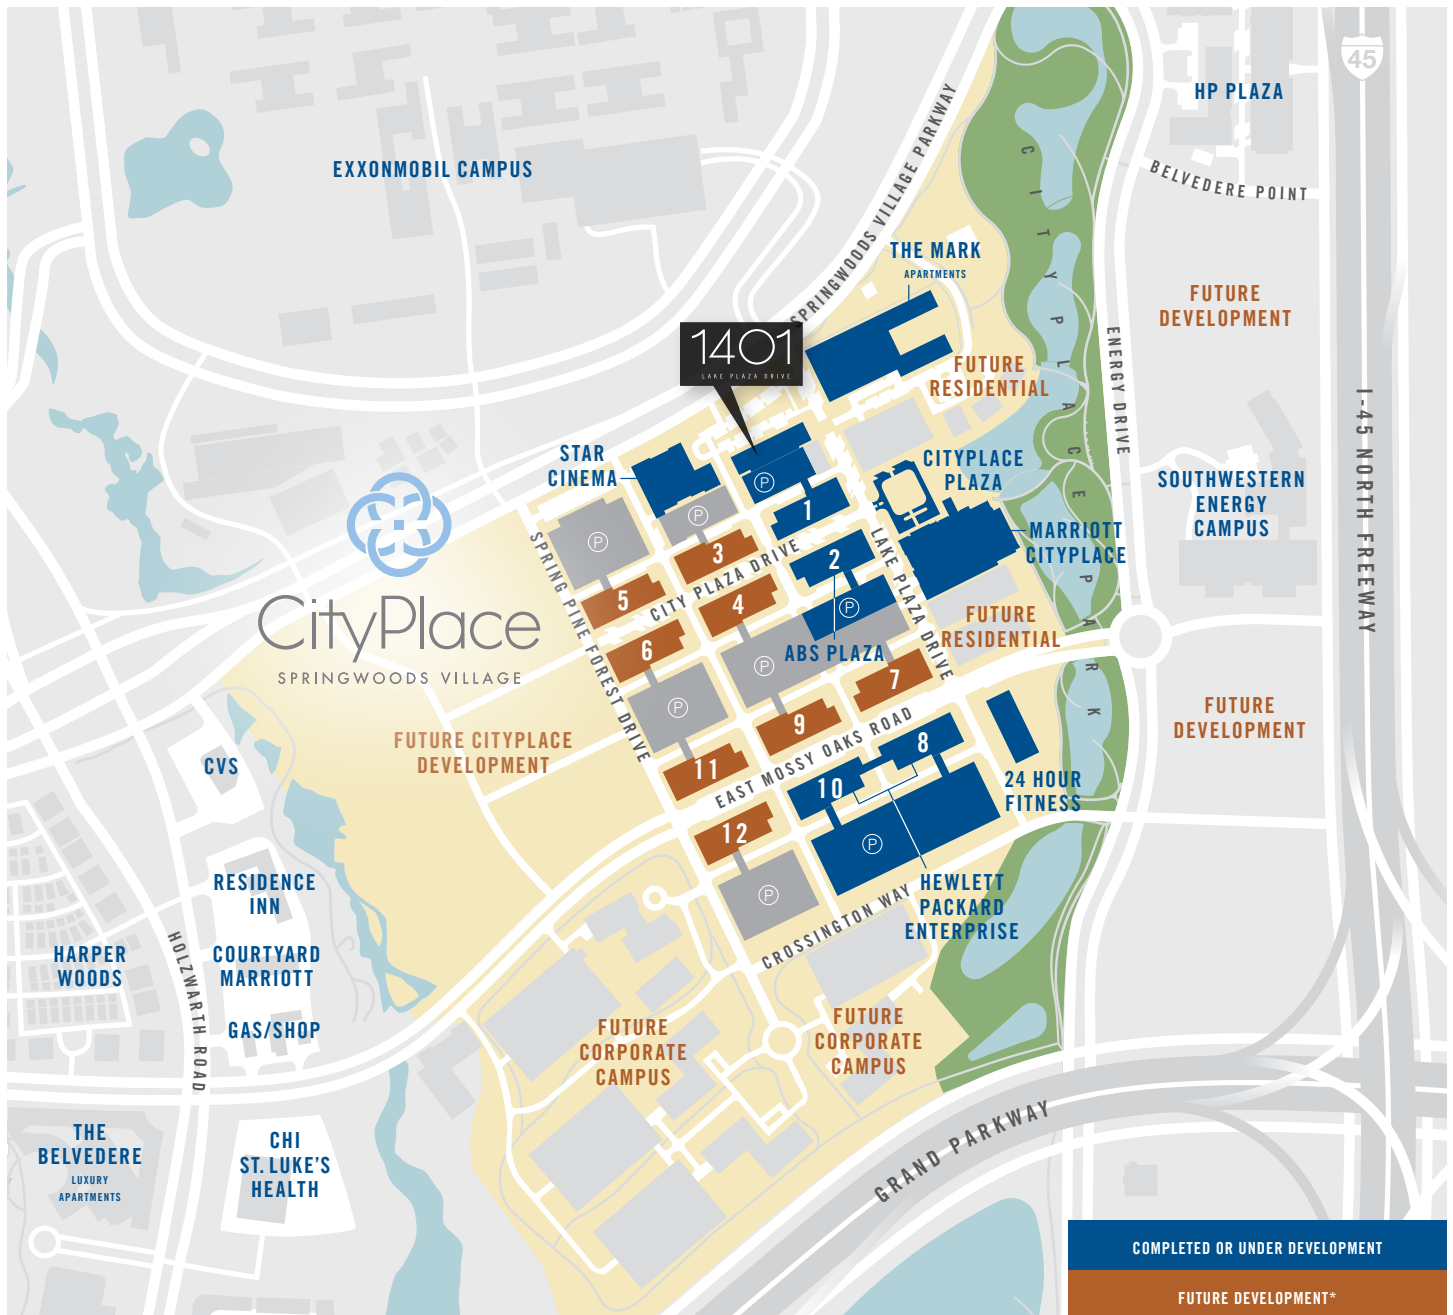 45
HP PLAZA
EXXONMOBIL CAMPUS
SPRINGWOODS VILLAGE PARKWAY
BELVEDERE POINT
CITYPLACE PARK
THE MARK
APARTMENTS
FUTURE
DEVELOPMENT
1401
LAKE PLAZA DRIVE
ENERGY DRIVE
FUTURE
RESIDENTIAL
I-45 NORTH FREEWAY
STAR
CINEMA
CITYPLACE
PLAZA
P
SOUTHWESTERN
ENERGY
CAMPUS
1
P
MARRIOTT
CITYPLACE
P
3
2
CITY PLAZA DRIVE
LAKE PLAZA DRIVE
SPRING PINE FOREST DRIVE
5
4
P
CityPlace
SPRINGWOODS VILLAGE
FUTURE
RESIDENTIAL
6
ABS PLAZA
P
7
P
9
FUTURE
DEVELOPMENT
FUTURE CITYPLACE
DEVELOPMENT
8
EAST MOSSY OAKS ROAD
CVS
11
10
24 HOUR
FITNESS
12
P
RESIDENCE
INN
P
HEWLETT
PACKARD
ENTERPRISE
CROSSINGTON WAY
HARPER
WOODS
HOLZWARTH ROAD
COURTYARD
MARRIOTT
GAS/SHOP
FUTURE
CORPORATE
CAMPUS
FUTURE
CORPORATE
CAMPUS
GRAND PARKWAY
THE
BELVEDERE
LUXURY
APARTMENTS
CHI
ST. LUKE'S
HEALTH
COMPLETED OR UNDER DEVELOPMENT
FUTURE DEVELOPMENT*